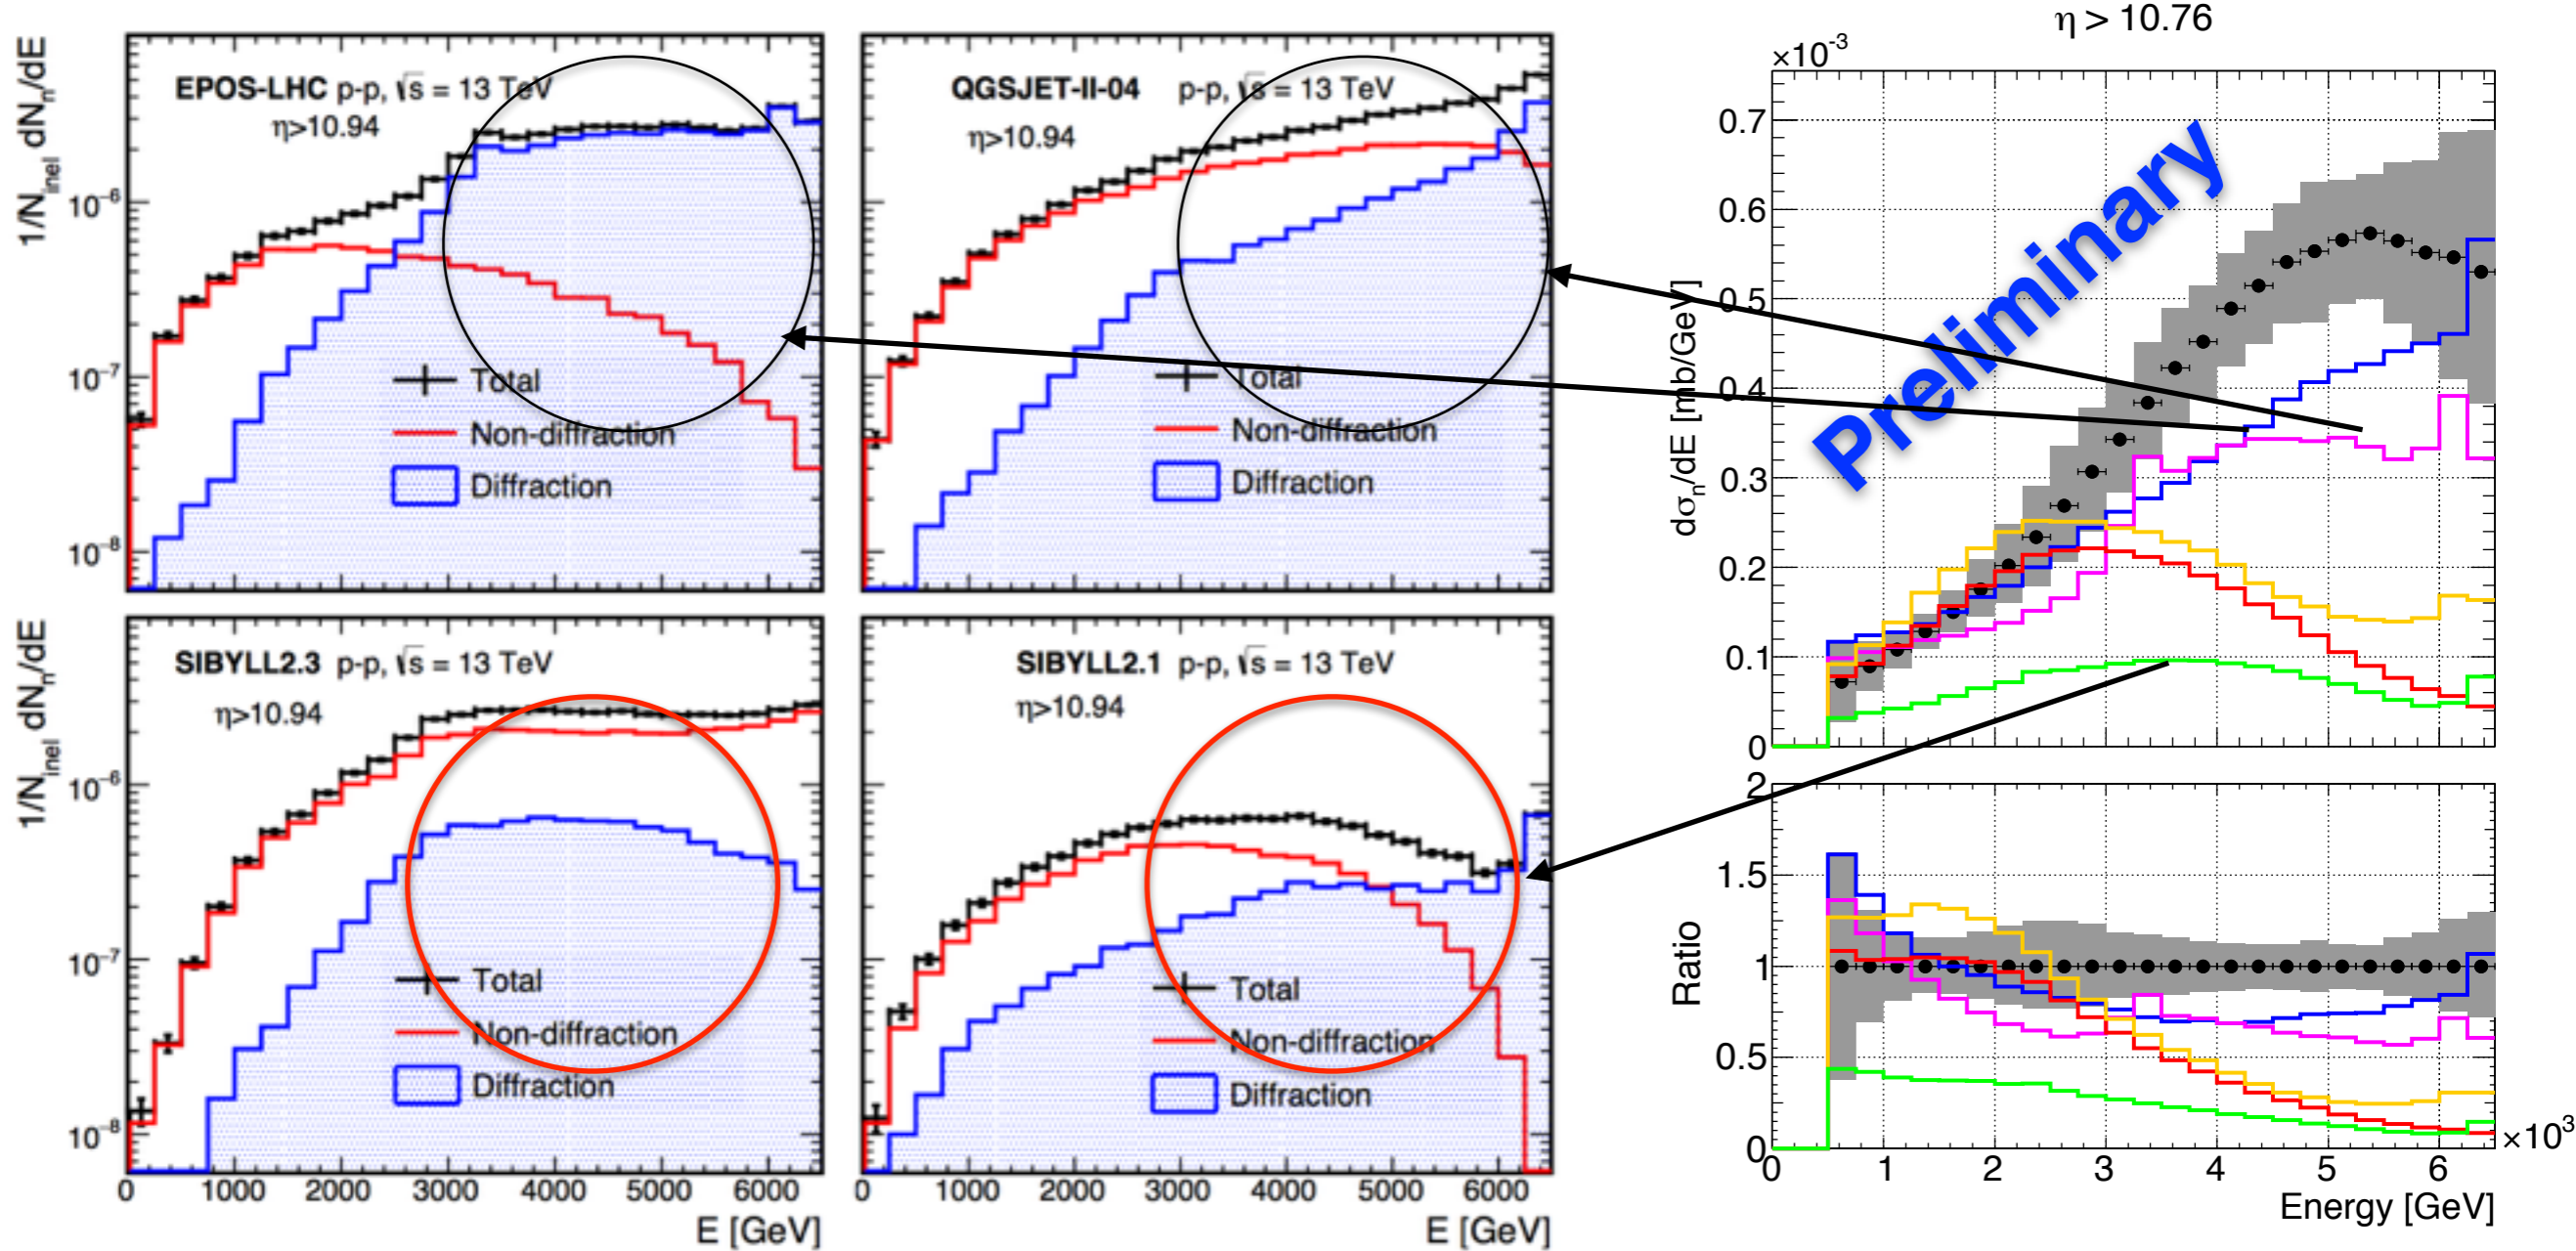 1/N_inel dN_n/dE
EPOS-LHC p-p, √s = 13 TeV
η>10.94
10⁻⁶
10⁻⁷
10⁻⁸
Total
Non-diffraction
Diffraction
QGSJET-II-04 p-p, √s = 13 TeV
η>10.94
Total
Non-diffraction
Diffraction
1/N_inel dN_n/dE
SIBYLL2.3 p-p, √s = 13 TeV
η>10.94
10⁻⁶
10⁻⁷
10⁻⁸
Total
Non-diffraction
Diffraction
0 1000 2000 3000 4000 5000 6000
E [GeV]
SIBYLL2.1 p-p, √s = 13 TeV
η>10.94
Total
Non-diffraction
Diffraction
0 1000 2000 3000 4000 5000 6000
E [GeV]
η > 10.76
×10⁻³
dσ_n/dE [mb/GeV]
0.7
0.6
0.5
0.4
0.3
0.2
0.1
0
Preliminary
Ratio
2
1.5
1
0.5
0
0 1 2 3 4 5 6
×10³
Energy [GeV]